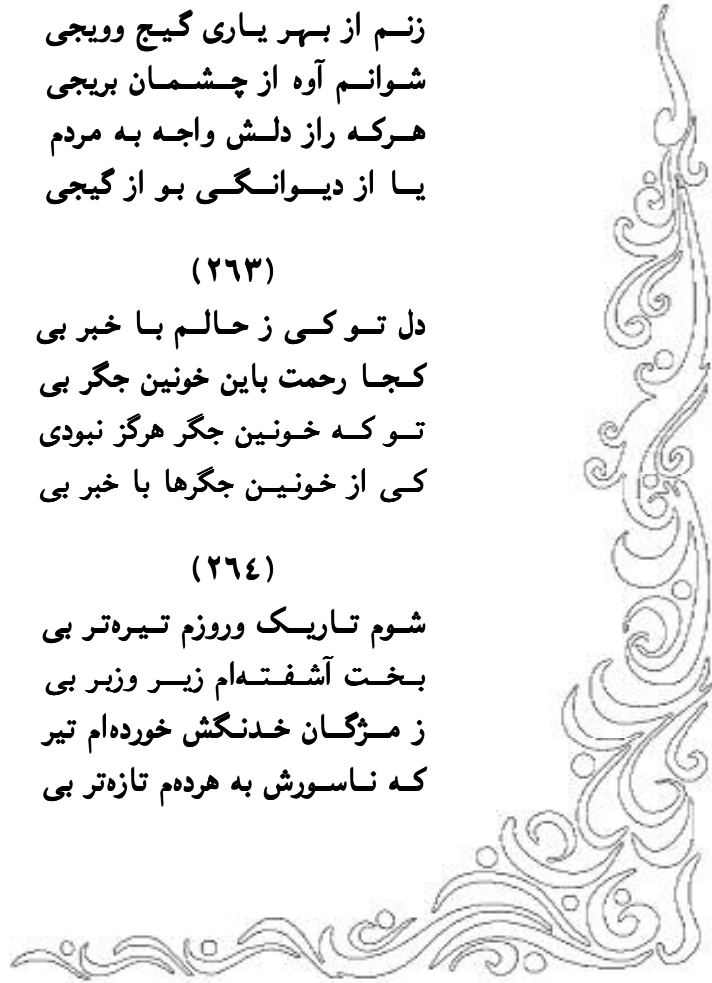 زنم از بهر یاری گیج وویجی
شوانم آوه از چشمان بریجی
هرکه راز دلش واجه به مردم
یا از دیوانگی بو از گیجی
(٢٦٣)
دل تو کی ز حالم با خبر بی
کجا رحمت باین خونین جگر بی
تو که خونین جگر هرگز نبودی
کی از خونین جگرها با خبر بی
(٢٦٤)
شوم تاریک وروزم تیره‌تر بی
بخت آشفته‌ام زیر وزبر بی
ز مژگان خدنگش خورده‌ام تیر
که ناسورش به هردهم تازه‌تر بی